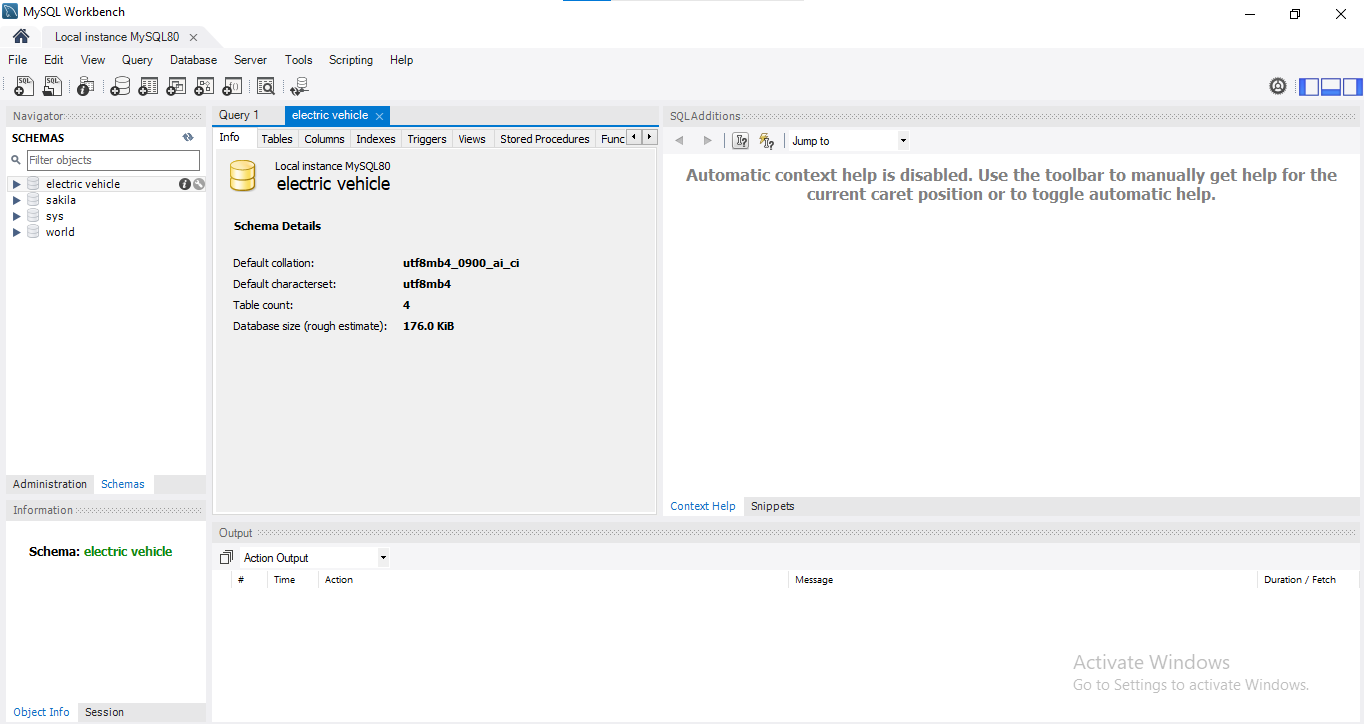 MySQL Workbench
Local instance MySQL80
File Edit View Query Database Server Tools Scripting Help
Navigator
SCHEMAS
Filter objects
electric vehicle
sakila
sys
world
Administration Schemas
Information
Schema: electric vehicle
Object Info Session
Query 1 electric vehicle
Info Tables Columns Indexes Triggers Views Stored Procedures Func
Local instance MySQL80
electric vehicle
Schema Details
Default collation: utf8mb4_0900_ai_ci
Default characterset: utf8mb4
Table count: 4
Database size (rough estimate): 176.0 KiB
SQLAdditions
Jump to
Automatic context help is disabled. Use the toolbar to manually get help for the
current caret position or to toggle automatic help.
Context Help Snippets
Output
Action Output
# Time Action Message Duration / Fetch
Activate Windows
Go to Settings to activate Windows.